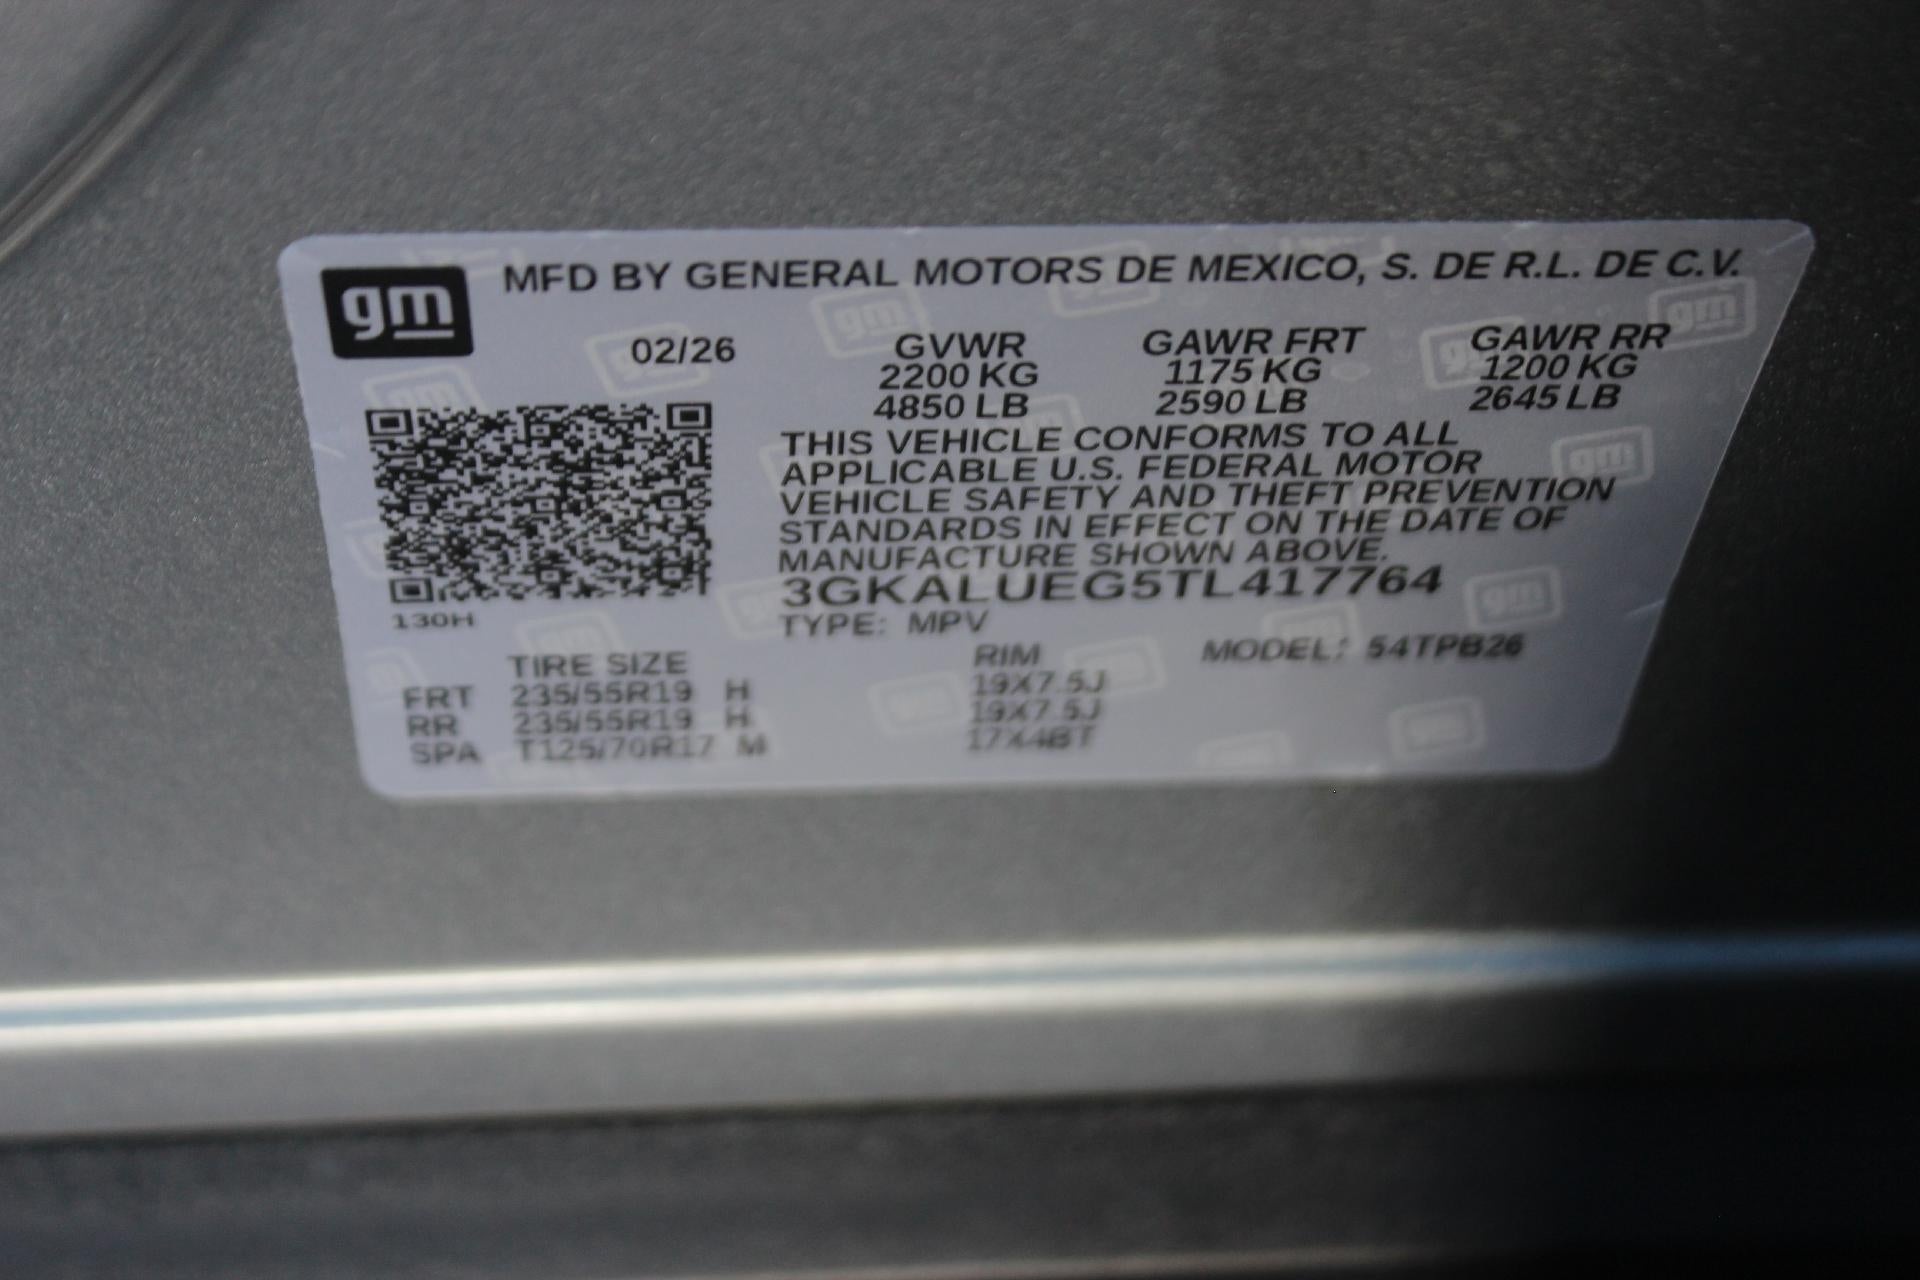 gm MFD BY GENERAL MOTORS DE MEXICO, S. DE R.L. DE C.V.
02/26 GVWR GAWR FRT GAWR RR
2200 KG 1175 KG 1200 KG
4850 LB 2590 LB 2645 LB
THIS VEHICLE CONFORMS TO ALL
APPLICABLE U.S. FEDERAL MOTOR
VEHICLE SAFETY AND THEFT PREVENTION
STANDARDS IN EFFECT ON THE DATE OF
MANUFACTURE SHOWN ABOVE.
3GKALUEG5TL417764
130H TYPE: MPV
TIRE SIZE RIM MODEL: 54TPB26
FRT 235/55R19 H 19X7.5J
RR 235/55R19 H 19X7.5J
SPA T125/70R17 M 17X4BT